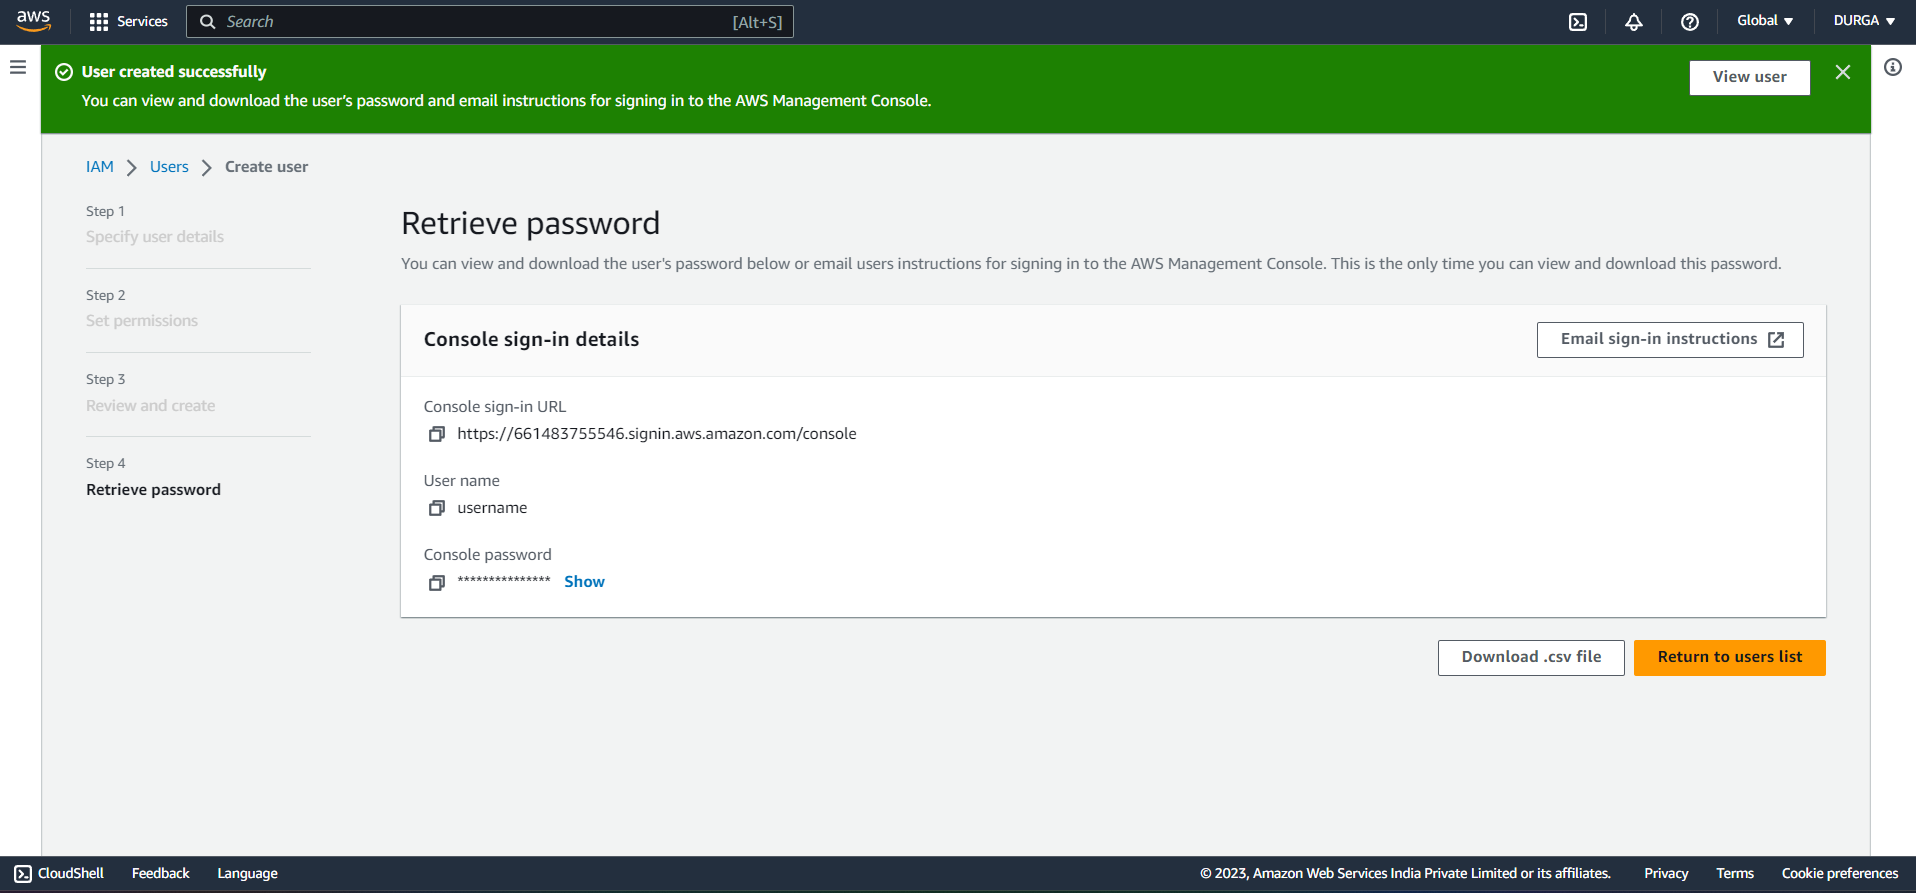 aws
Services
Search
[Alt+S]
Global
DURGA
User created successfully
You can view and download the user's password and email instructions for signing in to the AWS Management Console.
View user
IAM
Users
Create user
Step 1
Specify user details
Step 2
Set permissions
Step 3
Review and create
Step 4
Retrieve password
Retrieve password
You can view and download the user's password below or email users instructions for signing in to the AWS Management Console. This is the only time you can view and download this password.
Console sign-in details
Email sign-in instructions
Console sign-in URL
https://661483755546.signin.aws.amazon.com/console
User name
username
Console password
*************** Show
Download .csv file
Return to users list
CloudShell
Feedback
Language
© 2023, Amazon Web Services India Private Limited or its affiliates.
Privacy
Terms
Cookie preferences